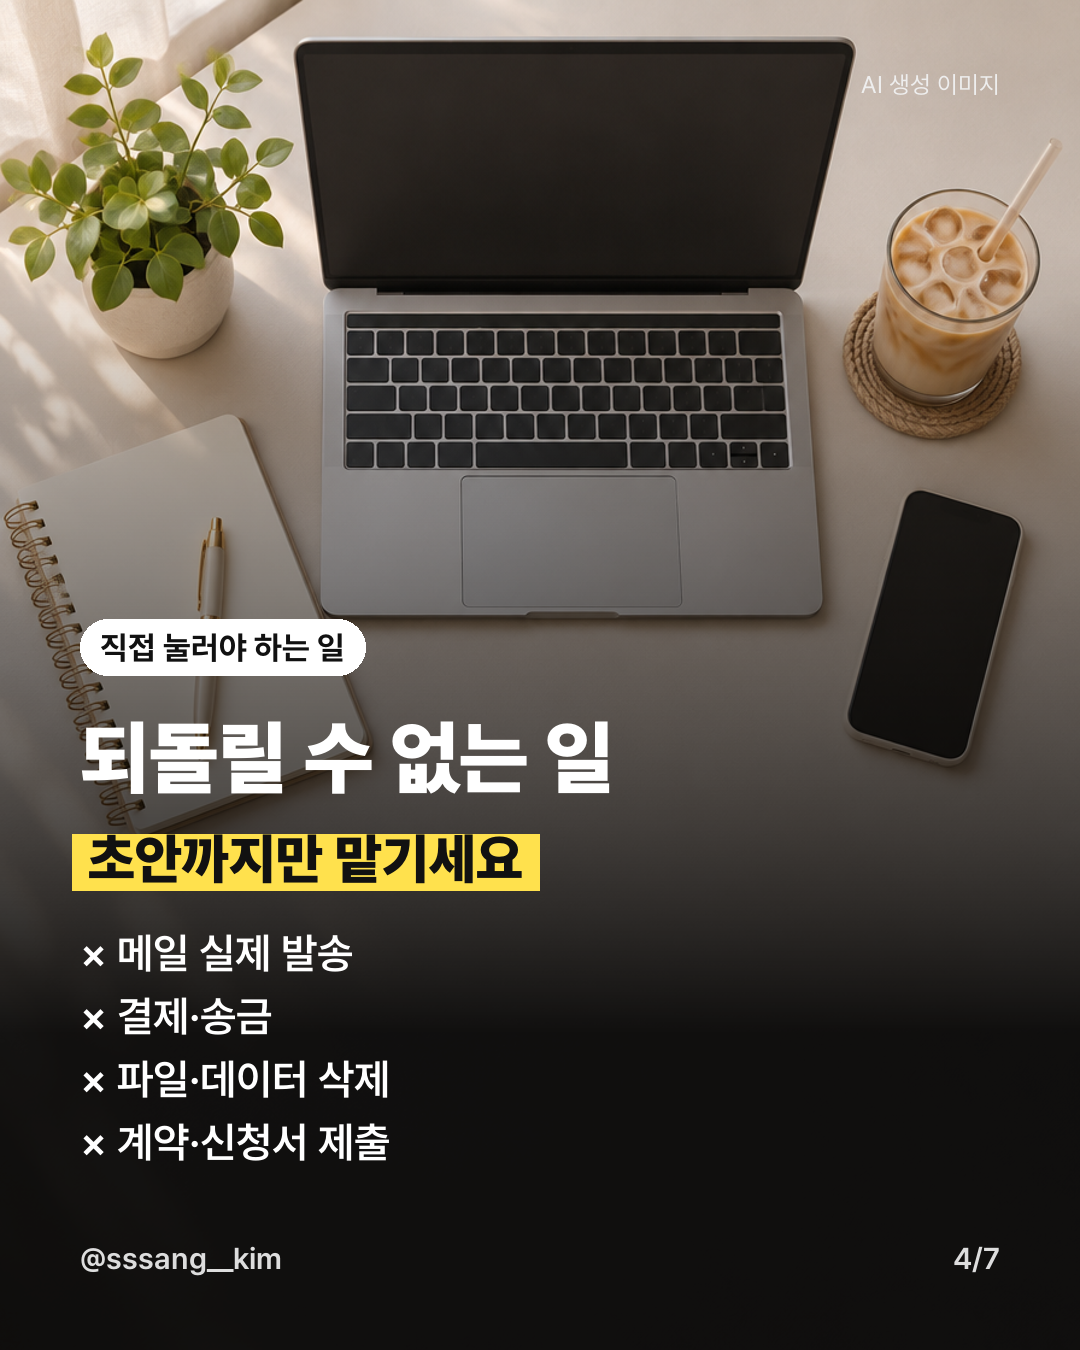 AI 생성 이미지
직접 눌러야 하는 일
되돌릴 수 없는 일
초안까지만 맡기세요
× 메일 실제 발송
× 결제·송금
× 파일·데이터 삭제
× 계약·신청서 제출
@sssang__kim
4/7